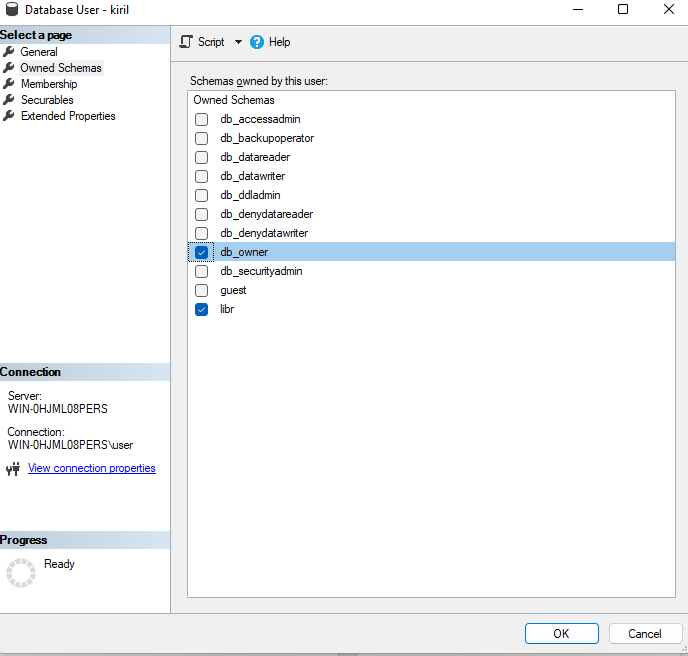 Database User - kiril
Select a page
General
Owned Schemas
Membership
Securables
Extended Properties
Script
Help
Schemas owned by this user:
Owned Schemas
db_accessadmin
db_backupoperator
db_datareader
db_datawriter
db_ddladmin
db_denydatareader
db_denydatawriter
db_owner
db_securityadmin
guest
libr
Connection
Server:
WIN-0HJML08PERS
Connection:
WIN-0HJML08PERS\user
View connection properties
Progress
Ready
OK
Cancel